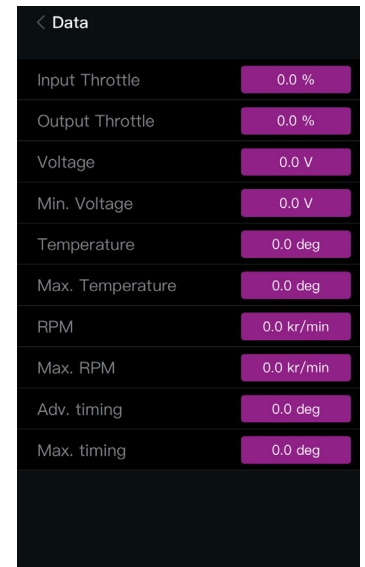 < Data
Input Throttle 0.0 %
Output Throttle 0.0 %
Voltage 0.0 V
Min. Voltage 0.0 V
Temperature 0.0 deg
Max. Temperature 0.0 deg
RPM 0.0 kr/min
Max. RPM 0.0 kr/min
Adv. timing 0.0 deg
Max. timing 0.0 deg